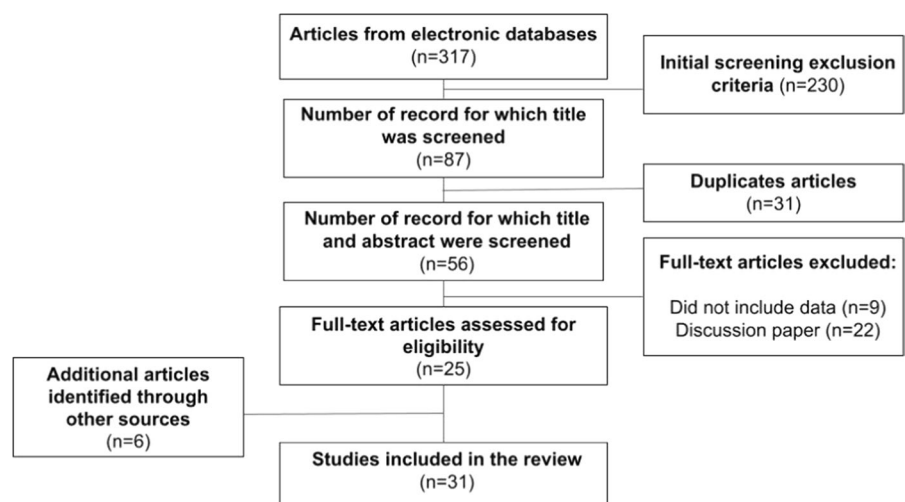 Articles from electronic databases
(n=317)
Initial screening exclusion
criteria (n=230)
Number of record for which title
was screened
(n=87)
Duplicates articles
(n=31)
Number of record for which title
and abstract were screened
(n=56)
Full-text articles excluded:
Did not include data (n=9)
Discussion paper (n=22)
Full-text articles assessed for
eligibility
(n=25)
Additional articles
identified through
other sources
(n=6)
Studies included in the review
(n=31)